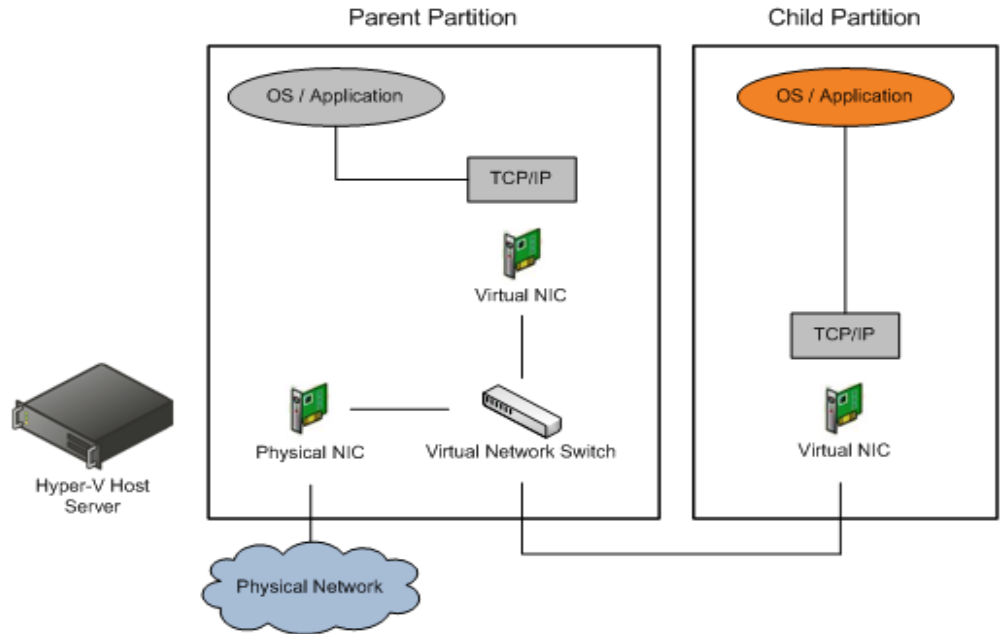 Parent Partition
Child Partition
OS / Application
TCP/IP
Virtual NIC
Physical NIC
Virtual Network Switch
OS / Application
TCP/IP
Virtual NIC
Hyper-V Host
Server
Physical Network